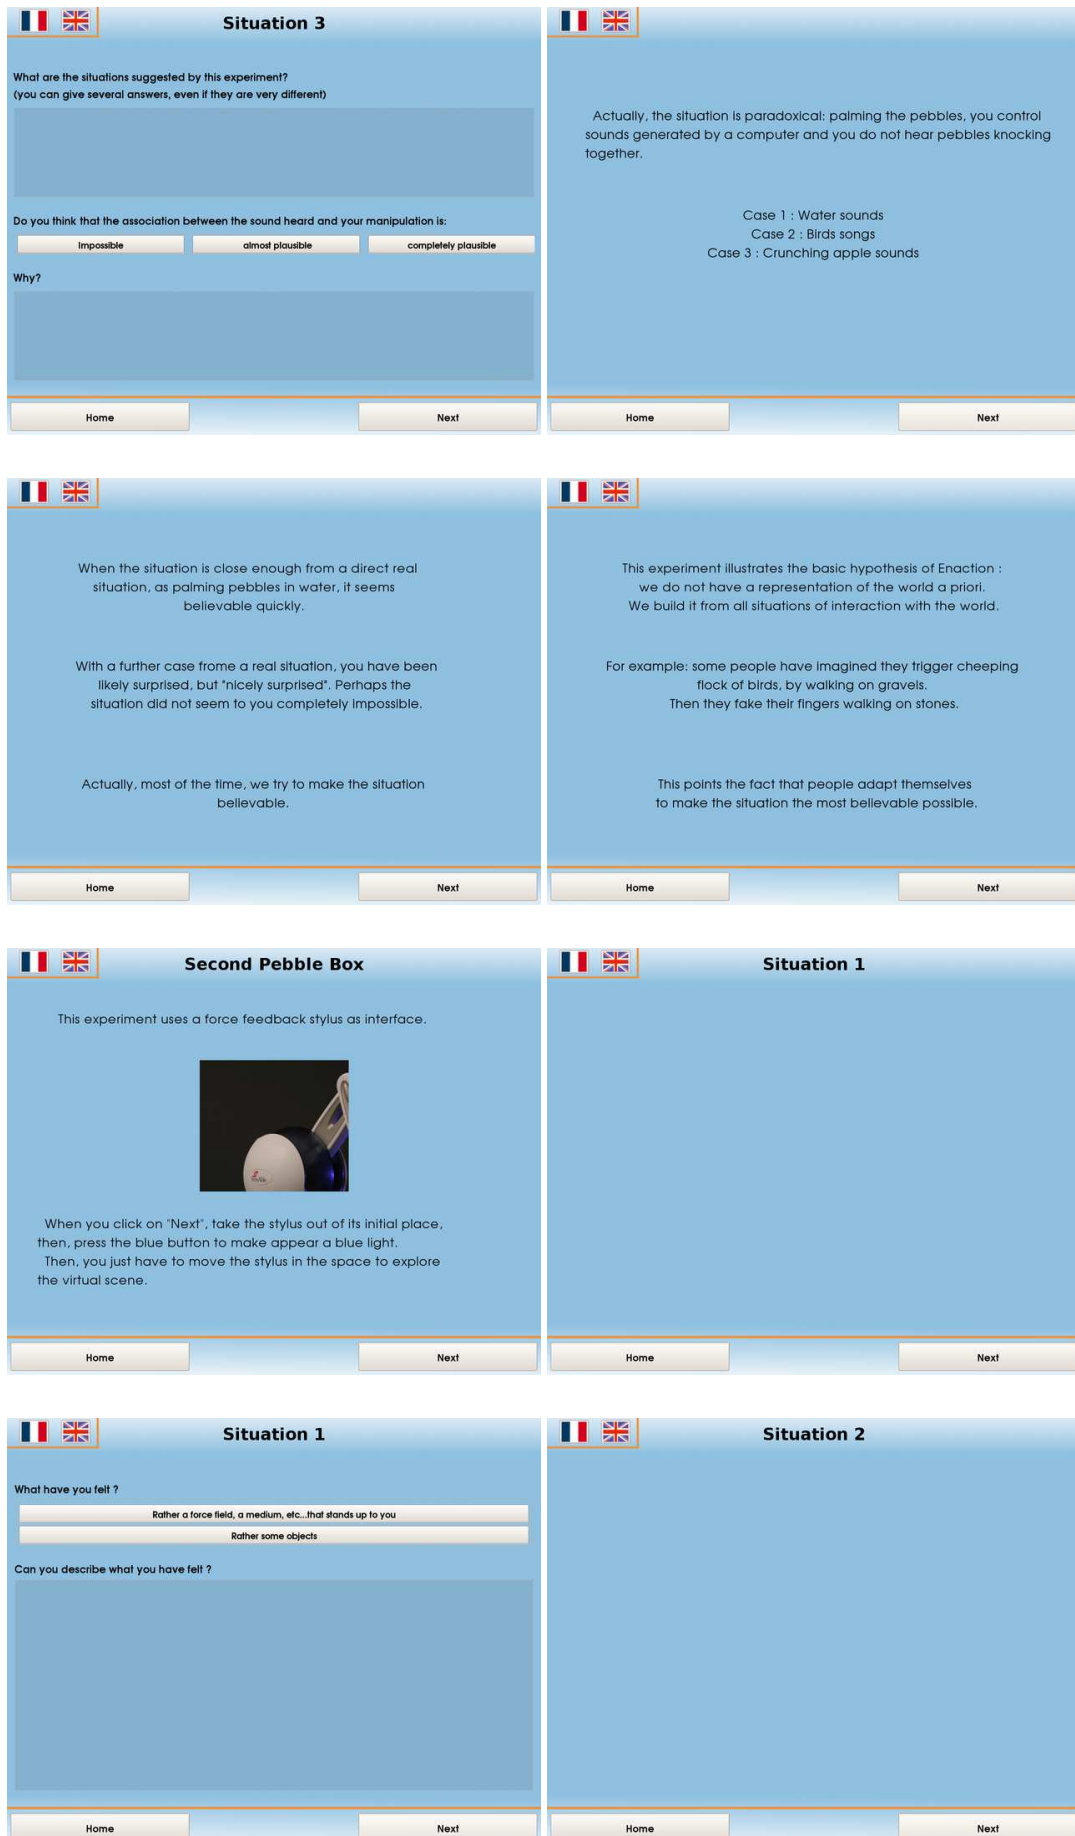 Situation 3
What are the situations suggested by this experiment?
(you can give several answers, even if they are very different)
Do you think that the association between the sound heard and your manipulation is:
Impossible
almost plausible
completely plausible
Why?
Home
Next
Actually, the situation is paradoxical: palming the pebbles, you control
sounds generated by a computer and you do not hear pebbles knocking
together.
Case 1 : Water sounds
Case 2 : Birds songs
Case 3 : Crunching apple sounds
Home
Next
When the situation is close enough from a direct real
situation, as palming pebbles in water, it seems
believable quickly.
With a further case frome a real situation, you have been
likely surprised, but "nicely surprised". Perhaps the
situation did not seem to you completely impossible.
Actually, most of the time, we try to make the situation
believable.
Home
Next
This experiment illustrates the basic hypothesis of Enaction :
we do not have a representation of the world a priori.
We build it from all situations of interaction with the world.
For example: some people have imagined they trigger cheeping
flock of birds, by walking on gravels.
Then they fake their fingers walking on stones.
This points the fact that people adapt themselves
to make the situation the most believable possible.
Home
Next
Second Pebble Box
This experiment uses a force feedback stylus as interface.
When you click on "Next", take the stylus out of its initial place,
then, press the blue button to make appear a blue light.
Then, you just have to move the stylus in the space to explore
the virtual scene.
Home
Next
Situation 1
Home
Next
Situation 1
What have you felt ?
Rather a force field, a medium, etc...that stands up to you
Rather some objects
Can you describe what you have felt ?
Home
Next
Situation 2
Home
Next